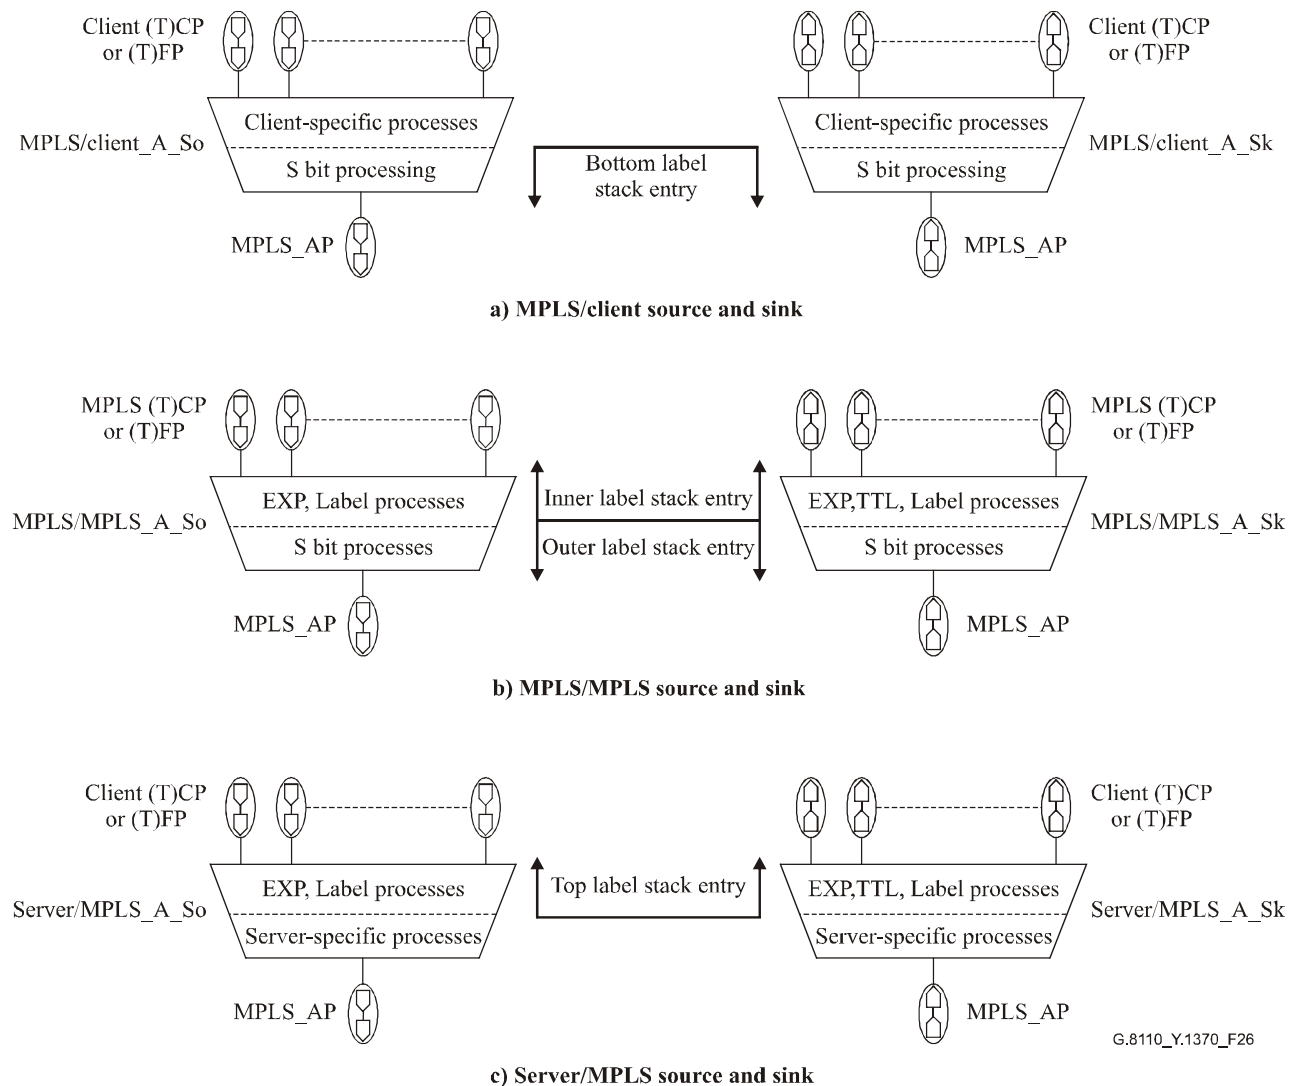 Client (T)CP
or (T)FP
Client (T)CP
or (T)FP
Client-specific processes
S bit processing
MPLS/client_A_So
Bottom label
stack entry
Client-specific processes
S bit processing
MPLS/client_A_Sk
MPLS_AP
MPLS_AP
a) MPLS/client source and sink
MPLS (T)CP
or (T)FP
MPLS (T)CP
or (T)FP
EXP, Label processes
S bit processes
MPLS/MPLS_A_So
Inner label stack entry
Outer label stack entry
EXP,TTL, Label processes
S bit processes
MPLS/MPLS_A_Sk
MPLS_AP
MPLS_AP
b) MPLS/MPLS source and sink
Client (T)CP
or (T)FP
Client (T)CP
or (T)FP
EXP, Label processes
Server-specific processes
Server/MPLS_A_So
Top label stack entry
EXP,TTL, Label processes
Server-specific processes
Server/MPLS_A_Sk
MPLS_AP
MPLS_AP
G.8110_Y.1370_F26
c) Server/MPLS source and sink